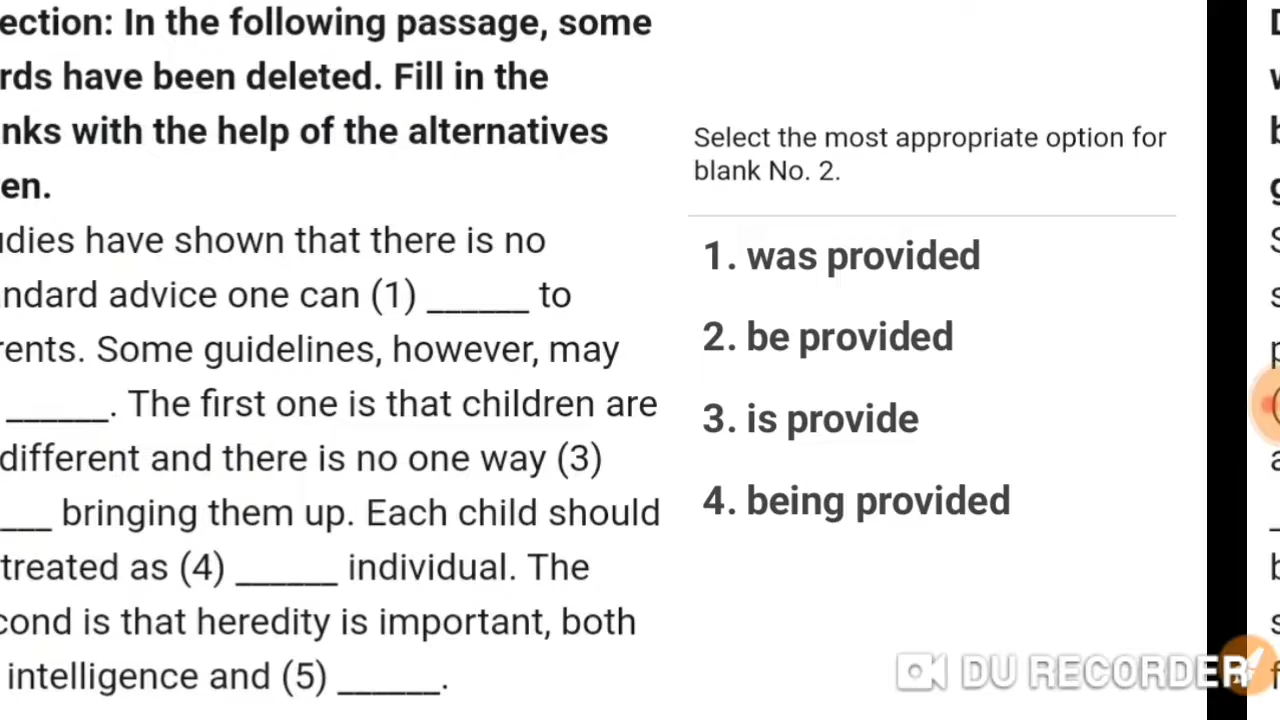 ection: In the following passage, some
rds have been deleted. Fill in the
nks with the help of the alternatives
en.
udies have shown that there is no
ndard advice one can (1) ______ to
rents. Some guidelines, however, may
______. The first one is that children are
different and there is no one way (3)
___ bringing them up. Each child should
treated as (4) ______ individual. The
cond is that heredity is important, both
intelligence and (5) ______.
Select the most appropriate option for
blank No. 2.
1. was provided
2. be provided
3. is provide
4. being provided
DU RECORDER